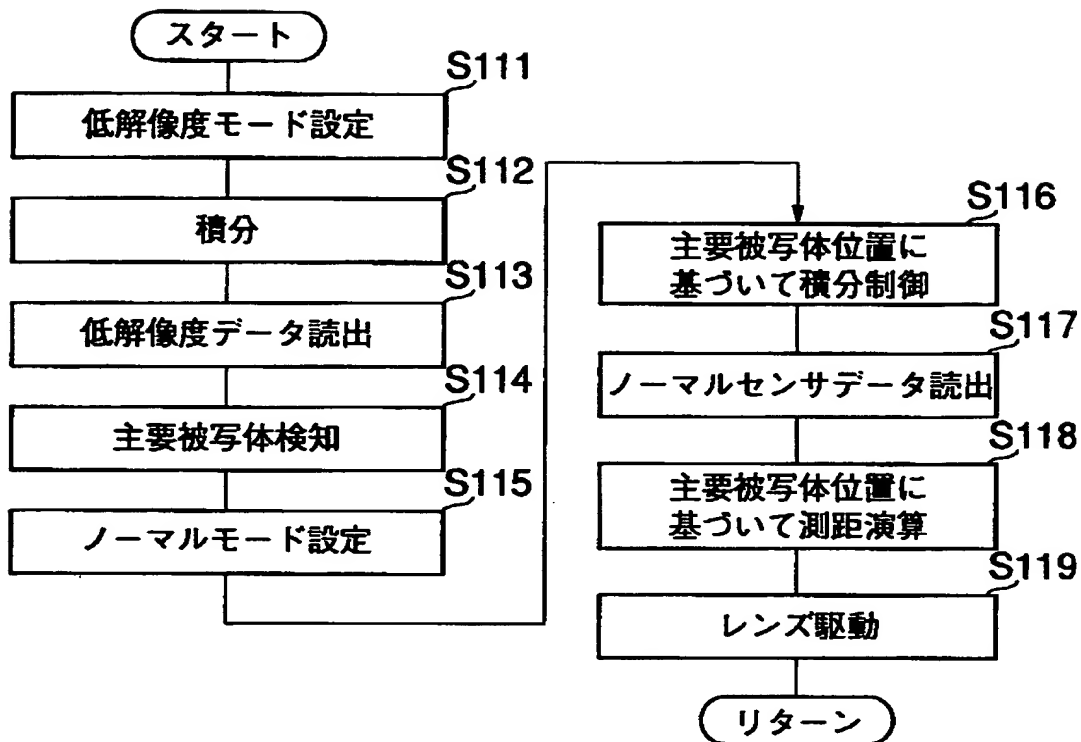 スタート
S111
低解像度モード設定
S112
積分
S113
低解像度データ読出
S114
主要被写体検知
S115
ノーマルモード設定
S116
主要被写体位置に
基づいて積分制御
S117
ノーマルセンサデータ読出
S118
主要被写体位置に
基づいて測距演算
S119
レンズ駆動
リターン